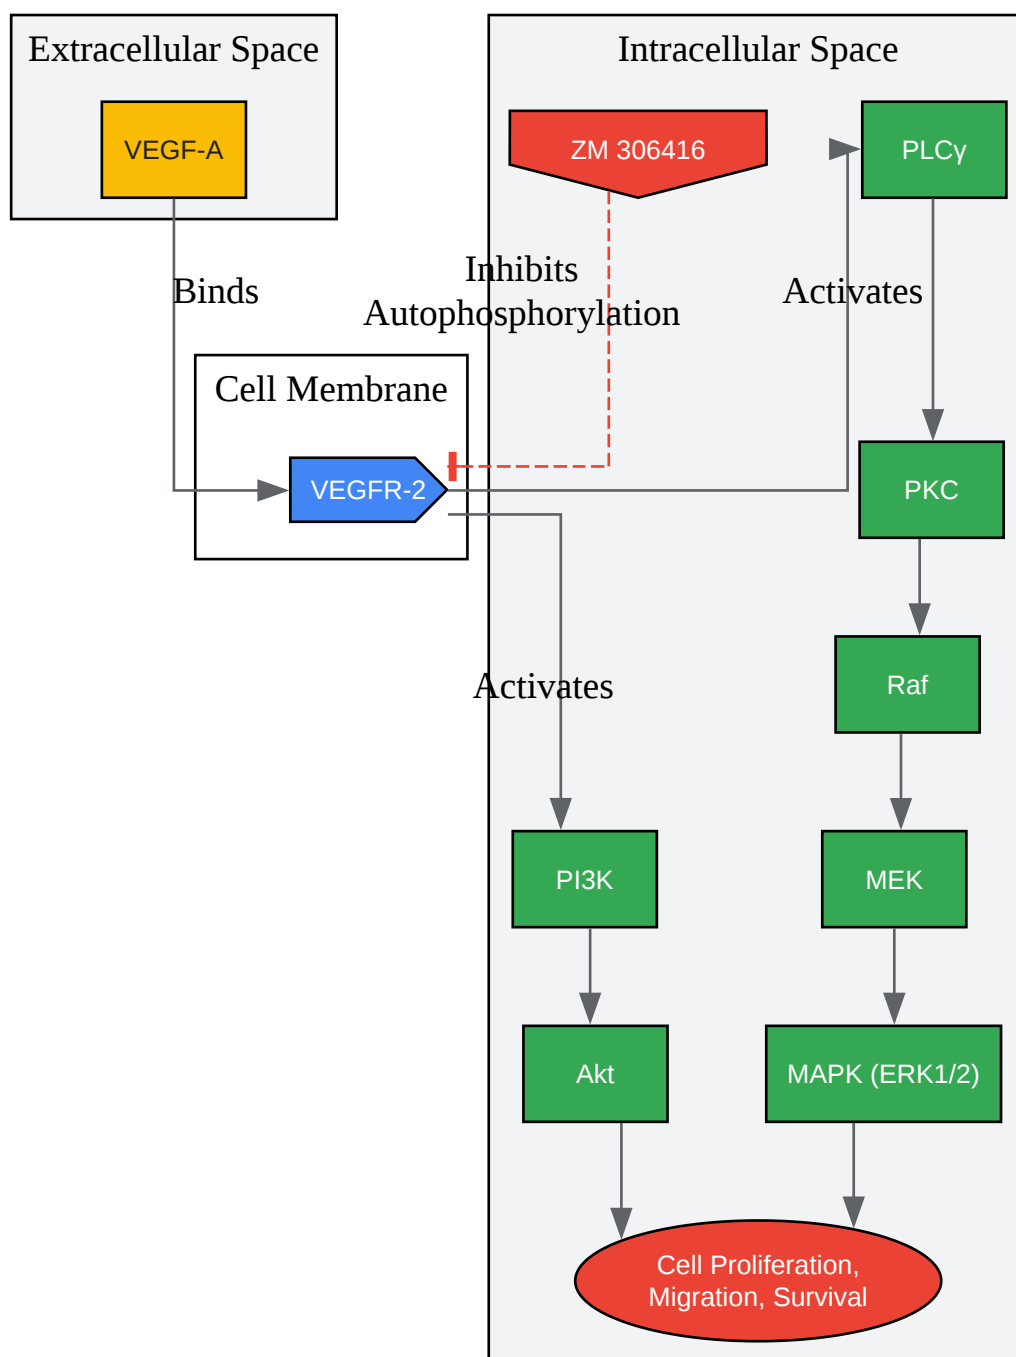 Extracellular Space
Intracellular Space
VEGF-A
ZM 306416
PLCγ
Binds
Inhibits
Autophosphorylation
Activates
Cell Membrane
VEGFR-2
PKC
Activates
Raf
PI3K
MEK
Akt
MAPK (ERK1/2)
Cell Proliferation,
Migration, Survival